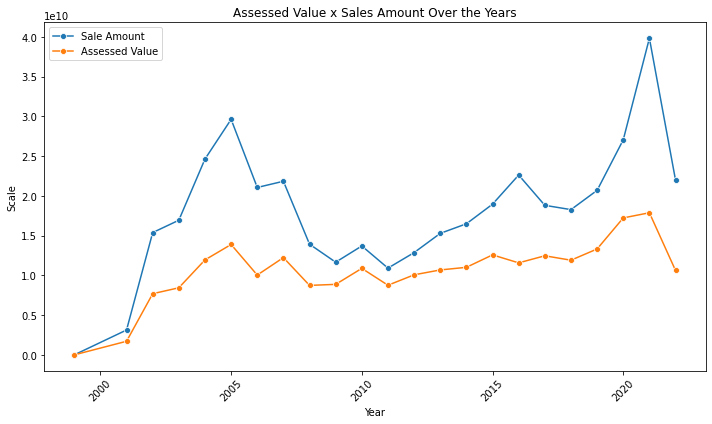 Assessed Value x Sales Amount Over the Years
1e10
Sale Amount
Assessed Value
4.0
3.5
3.0
2.5
2.0
1.5
1.0
0.5
0.0
Scale
2000
2005
2010
2015
2020
Year